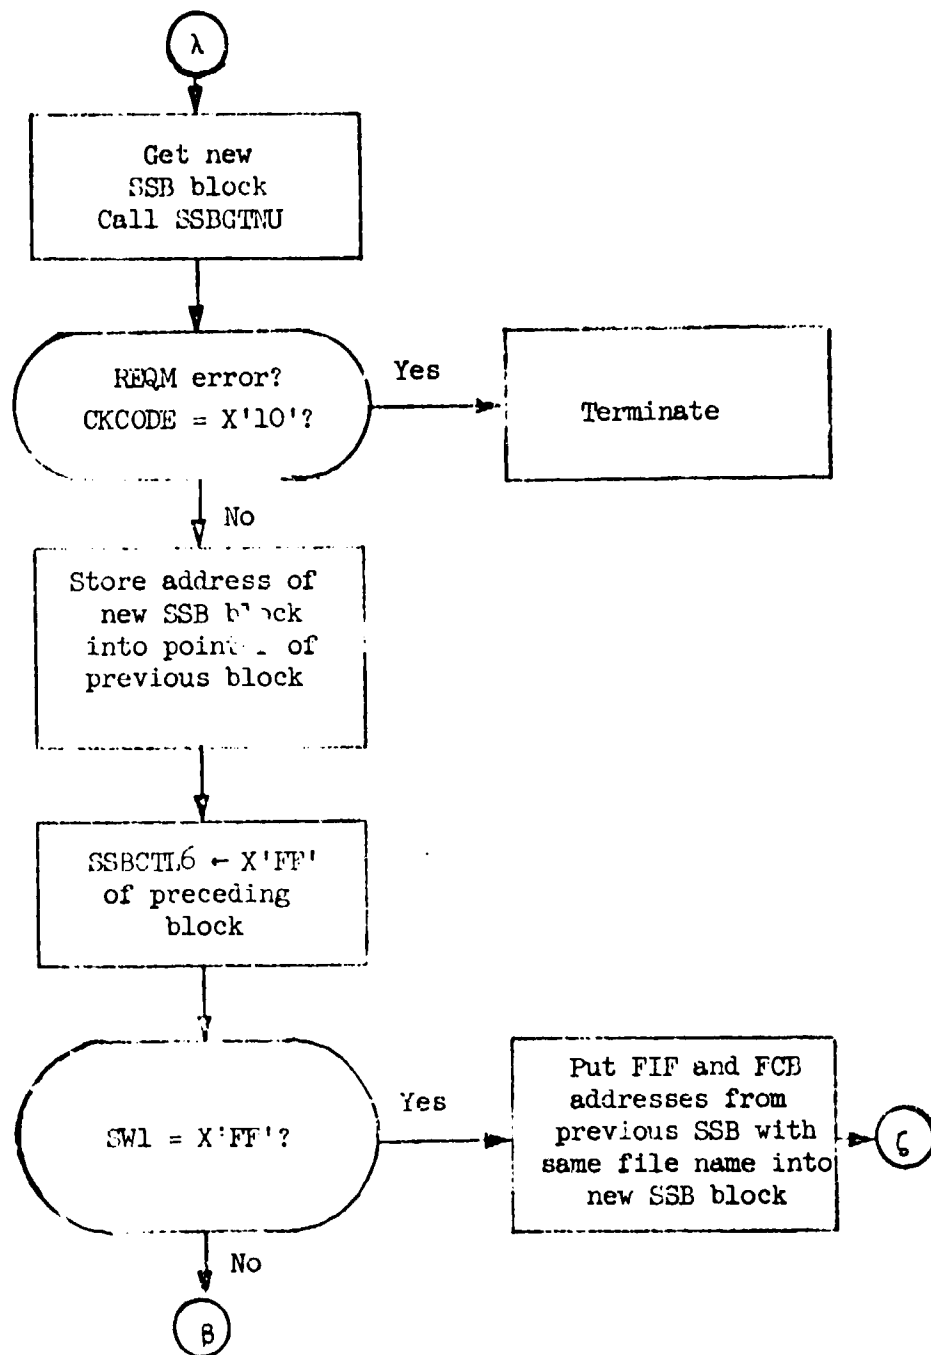 λ
Get new
SSB block
Call SSBGTNU
REQM error?
CKCODE = X'10'?
Yes
Terminate
No
Store address of
new SSB block
into of
previous block
SSBCTL6 ← X'FF'
of preceding
block
SW1 = X'FF'?
Yes
Put FIF and FCB
addresses from
previous SSB with
same file name into
new SSB block
ζ
No
β